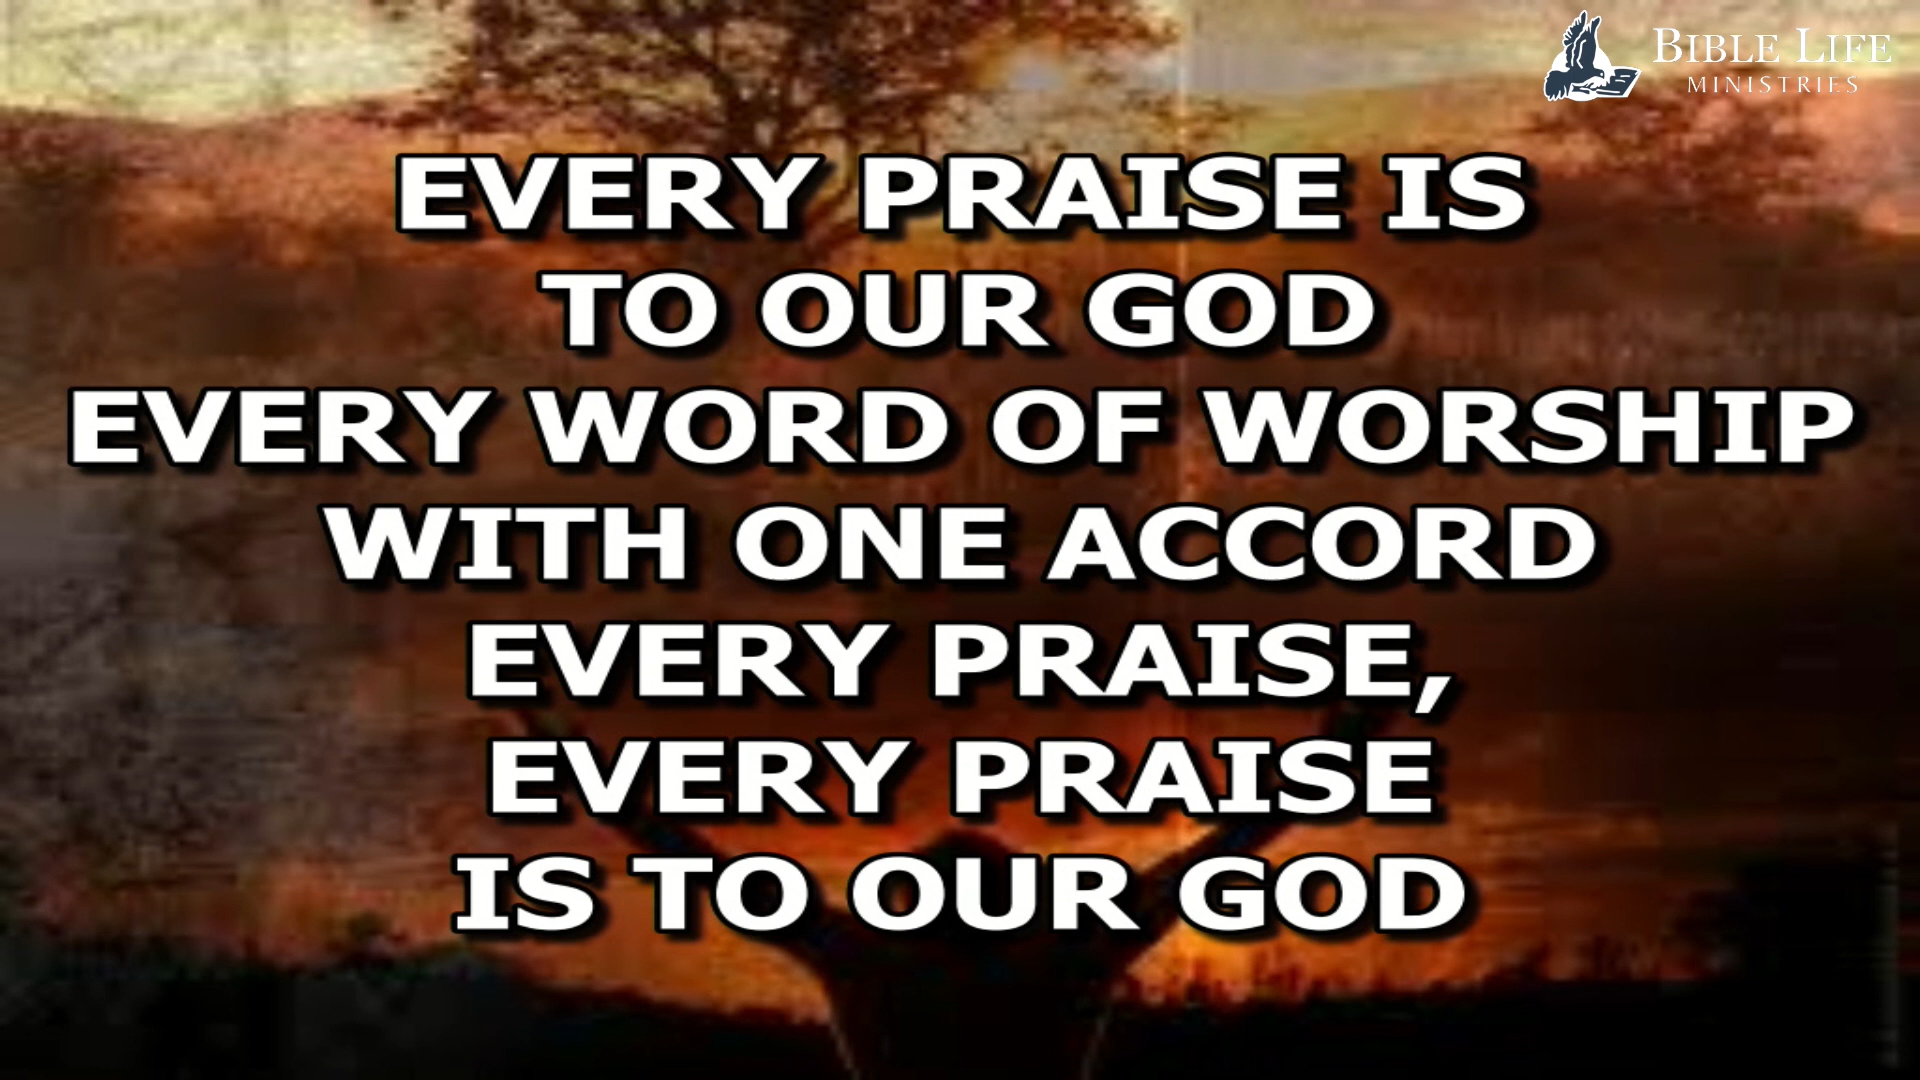 BIBLE LIFE
MINISTRIES
EVERY PRAISE IS
TO OUR GOD
EVERY WORD OF WORSHIP
WITH ONE ACCORD
EVERY PRAISE,
EVERY PRAISE
IS TO OUR GOD